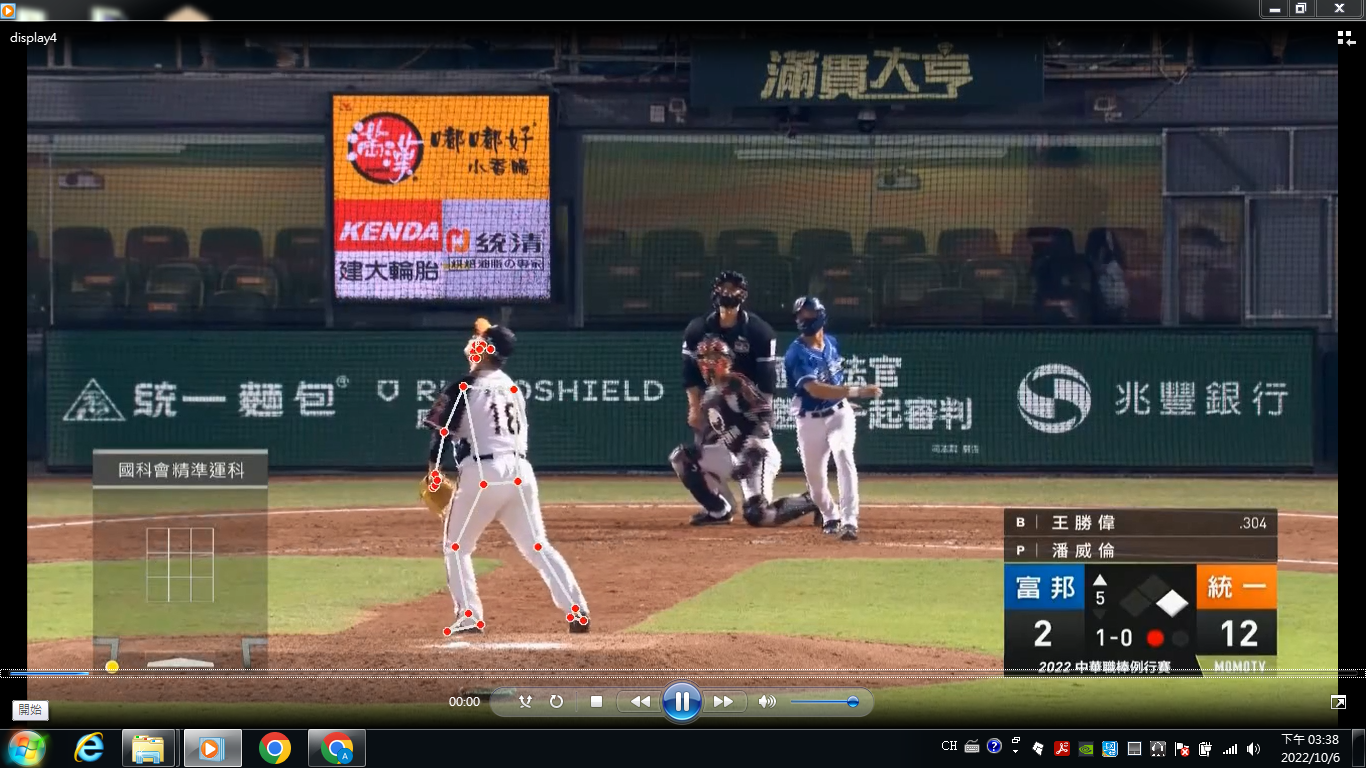 display4
滿貫大亨
滿漢
嘟嘟好
小香腸
KENDA
建大輪胎
統清
統一麵包®
一起審判
兆豐銀行
18
國科會精準運科
B 王勝偉 .304
P 潘威倫
富邦 5 統一
2 1-0 12
2022 中華職棒例行賽 MOMOTV
00:00
開始
CH
下午 03:38
2022/10/6